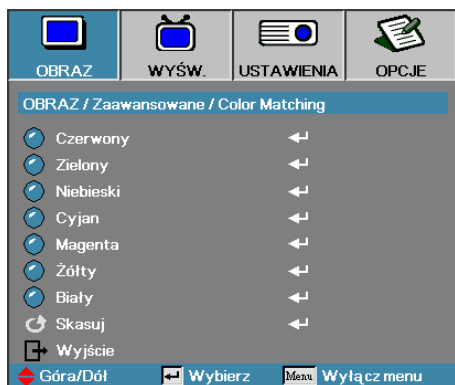 OBRAZ WYŚW. USTAWIENIA OPCJE
OBRAZ / Zaawansowane / Color Matching
Czerwony
Zielony
Niebieski
Cyjan
Magenta
Żółty
Biały
Skasuj
Wyjście
Góra/Dół Wybierz Menu Wyłącz menu